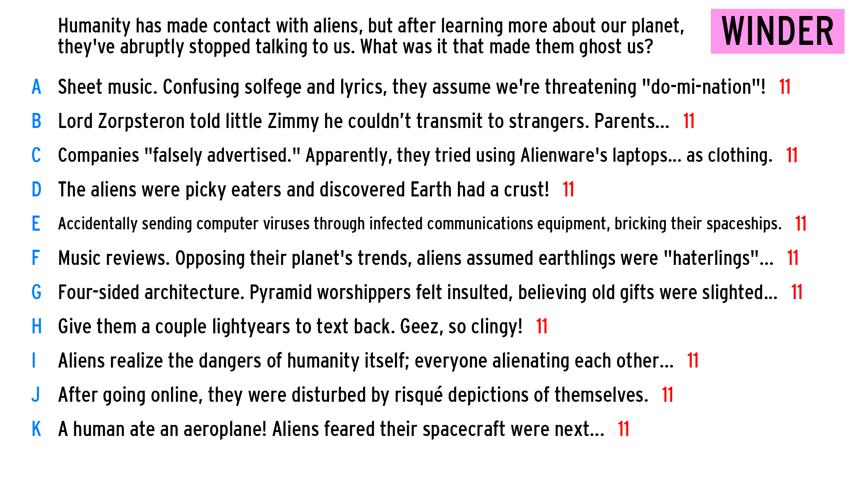 Humanity has made contact with aliens, but after learning more about our planet,
they've abruptly stopped talking to us. What was it that made them ghost us?
WINDER
A Sheet music. Confusing solfege and lyrics, they assume we're threatening "do-mi-nation"! 11
B Lord Zorpsteron told little Zimmy he couldn’t transmit to strangers. Parents... 11
C Companies "falsely advertised." Apparently, they tried using Alienware's laptops... as clothing. 11
D The aliens were picky eaters and discovered Earth had a crust! 11
E Accidentally sending computer viruses through infected communications equipment, bricking their spaceships. 11
F Music reviews. Opposing their planet's trends, aliens assumed earthlings were "haterlings"... 11
G Four-sided architecture. Pyramid worshippers felt insulted, believing old gifts were slighted... 11
H Give them a couple lightyears to text back. Geez, so clingy! 11
I Aliens realize the dangers of humanity itself; everyone alienating each other... 11
J After going online, they were disturbed by risqué depictions of themselves. 11
K A human ate an aeroplane! Aliens feared their spacecraft were next... 11